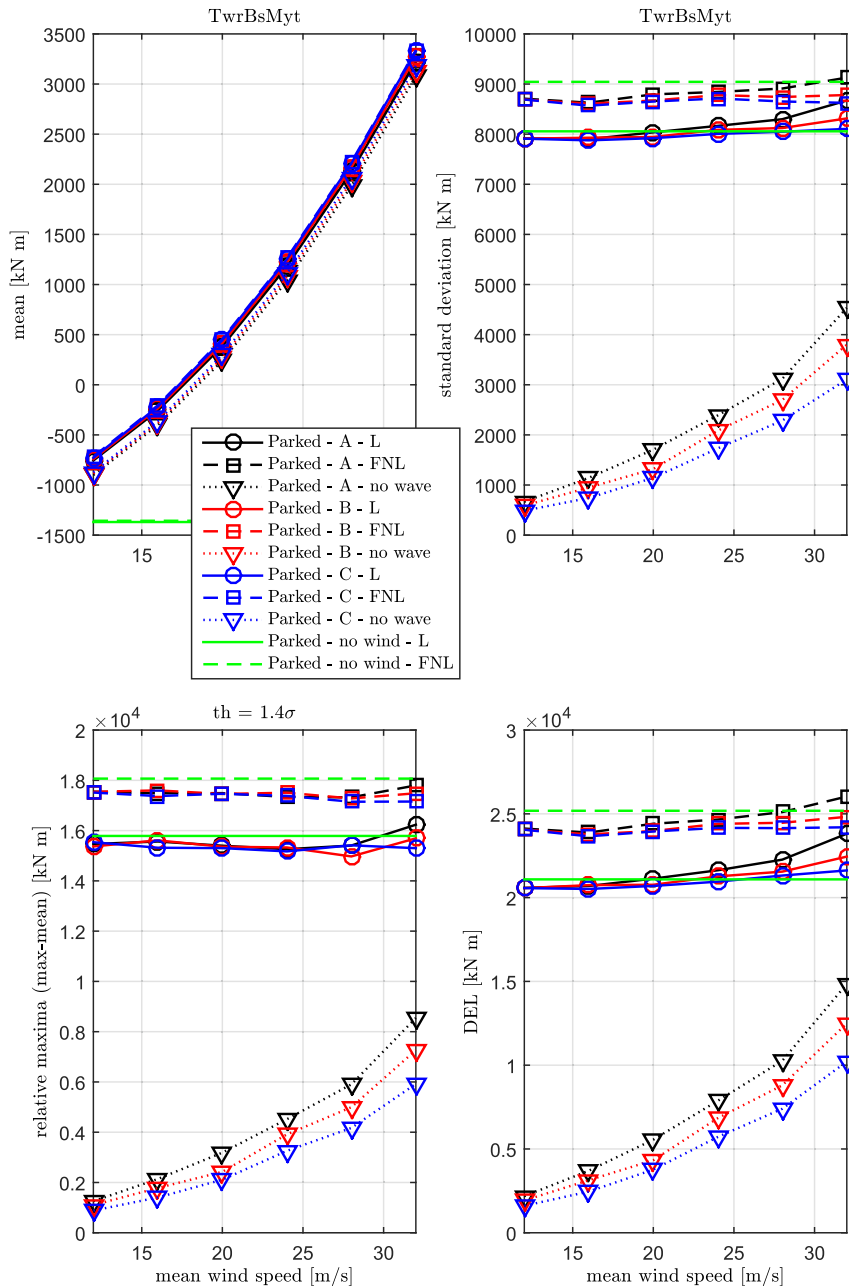 TwrBsMyt
3500
3000
2500
2000
1500
1000
500
0
-500
-1000
-1500
15
mean [kN m]
TwrBsMyt
10000
9000
8000
7000
6000
5000
4000
3000
2000
1000
0
15
20
25
30
standard deviation [kN m]
Parked - A - L
Parked - A - FNL
Parked - A - no wave
Parked - B - L
Parked - B - FNL
Parked - B - no wave
Parked - C - L
Parked - C - FNL
Parked - C - no wave
Parked - no wind - L
Parked - no wind - FNL
×10⁴
th = 1.4σ
2
1.8
1.6
1.4
1.2
1
0.8
0.6
0.4
0.2
0
15
20
25
30
relative maxima (max-mean) [kN m]
mean wind speed [m/s]
×10⁴
3
2.5
2
1.5
1
0.5
0
15
20
25
30
DEL [kN m]
mean wind speed [m/s]